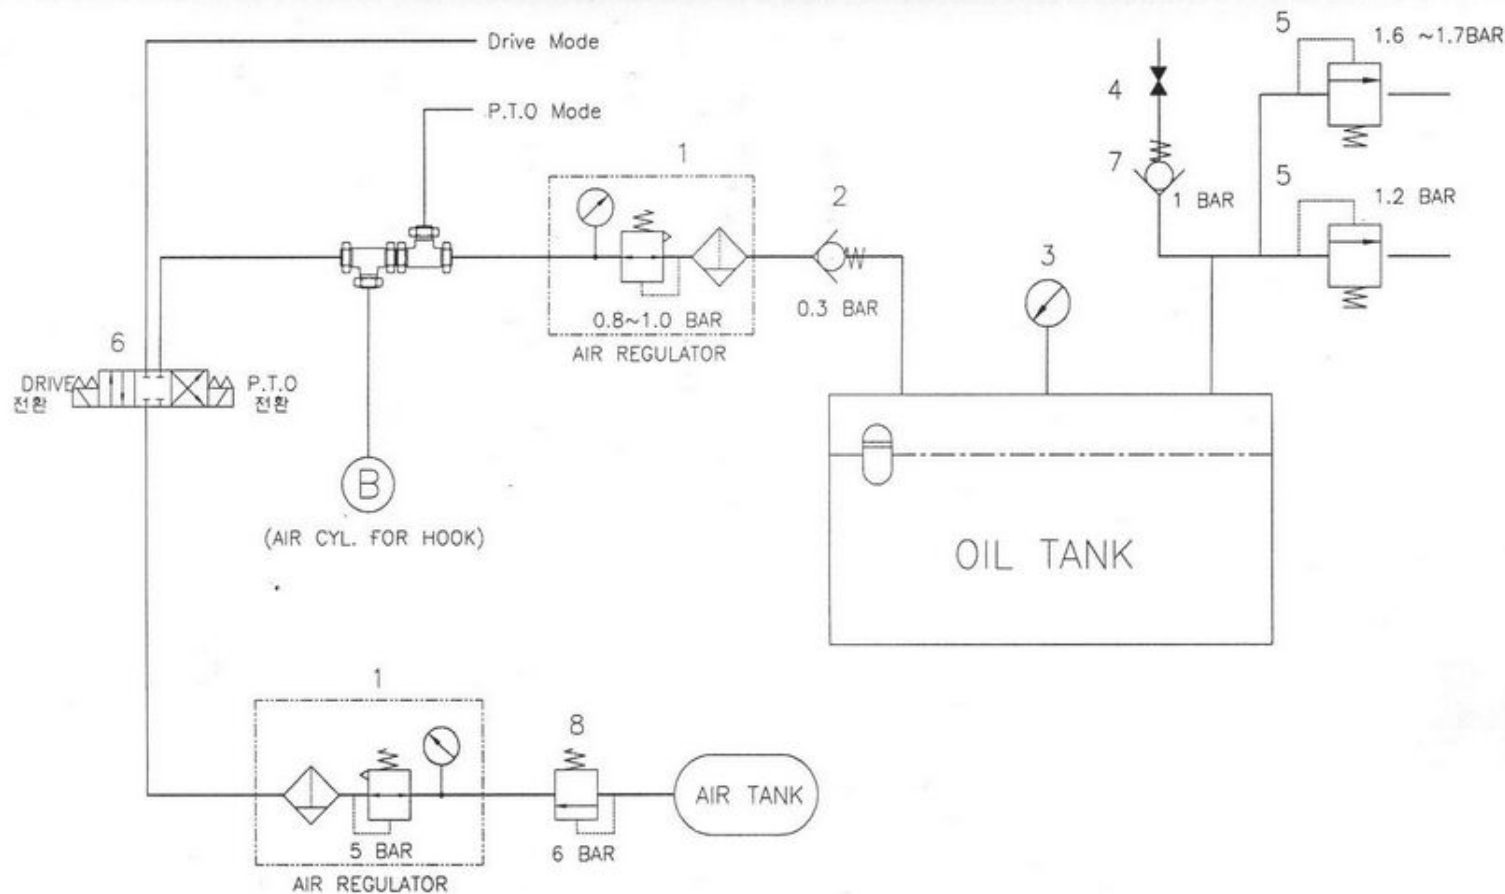 Drive Mode
P.T.O Mode
5
1.6 ~1.7BAR
4
7
1 BAR
5
1.2 BAR
1
2
0.3 BAR
3
0.8~1.0 BAR
AIR REGULATOR
6
DRIVE
전환
P.T.O
전환
B
(AIR CYL. FOR HOOK)
OIL TANK
1
8
AIR TANK
5 BAR
6 BAR
AIR REGULATOR